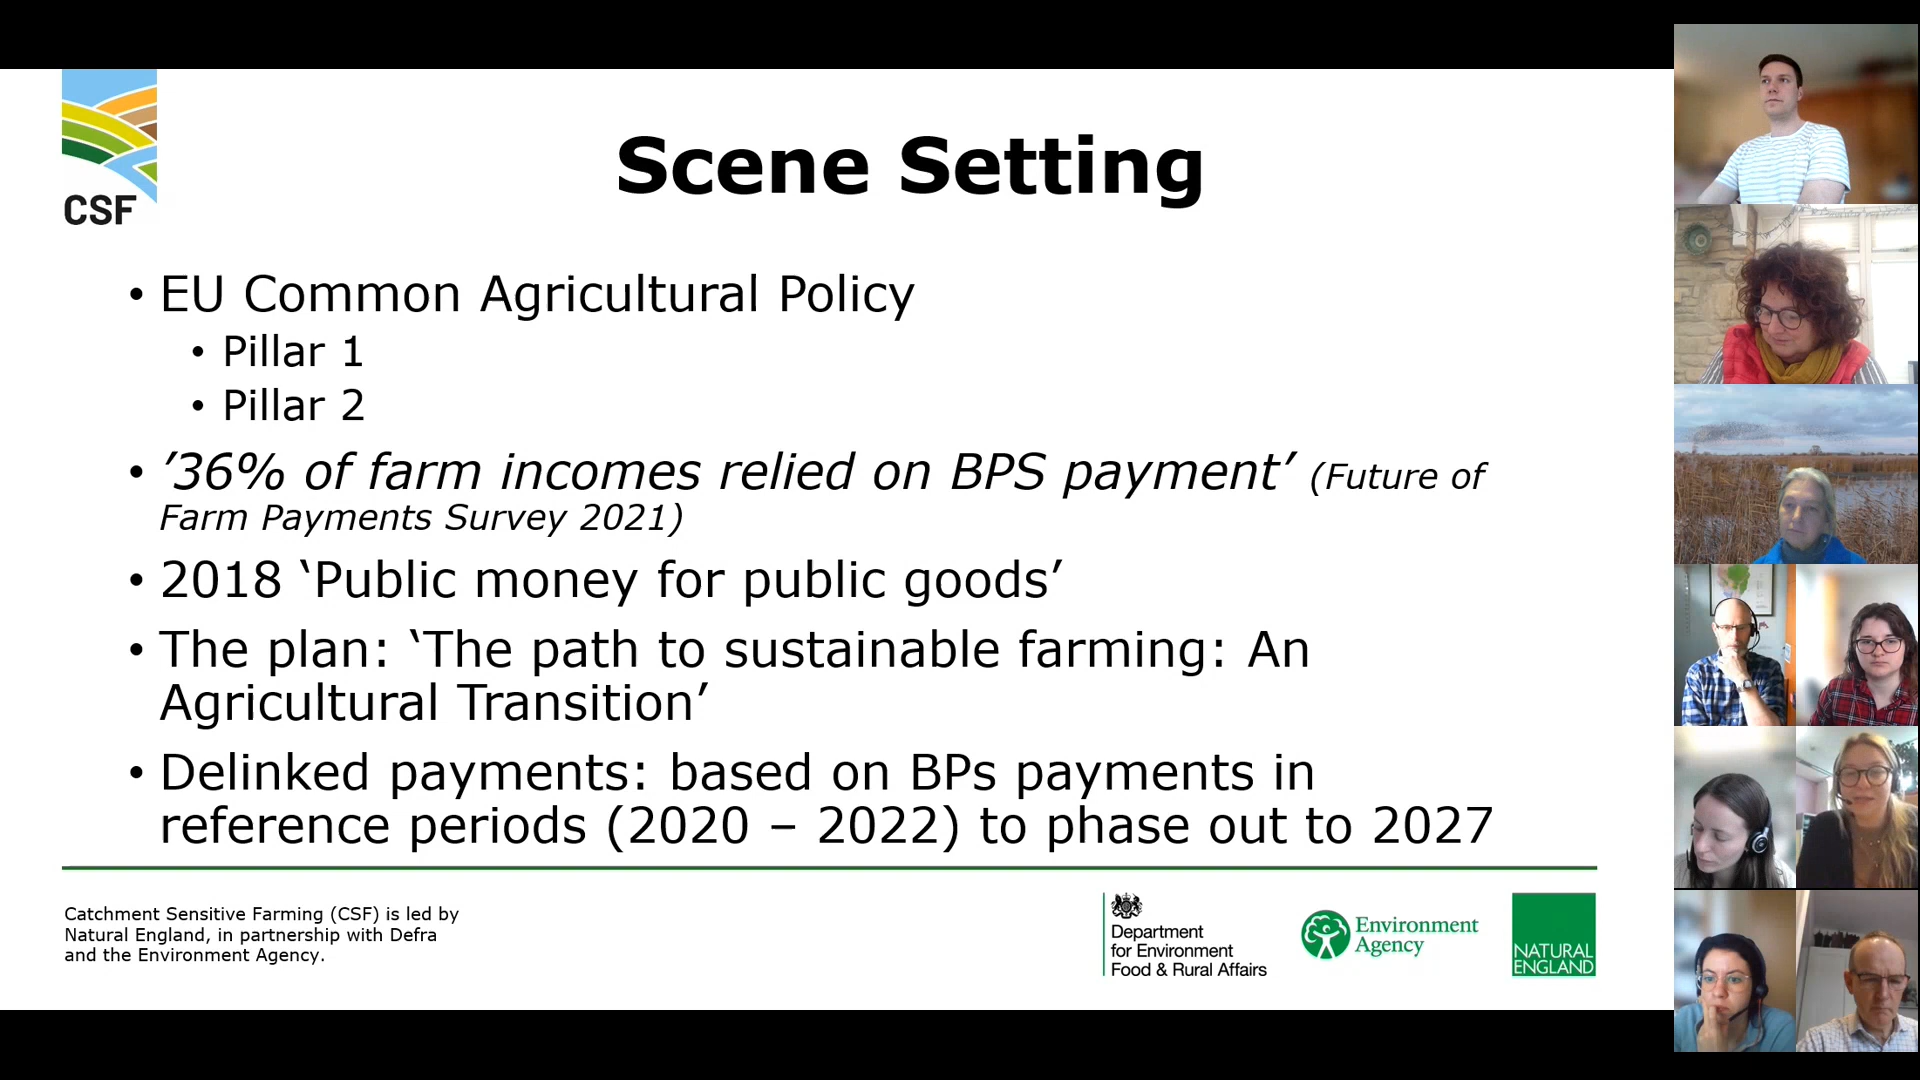 CSF
Scene Setting
• EU Common Agricultural Policy
• Pillar 1
• Pillar 2
• ’36% of farm incomes relied on BPS payment’ (Future of
Farm Payments Survey 2021)
• 2018 ‘Public money for public goods’
• The plan: ‘The path to sustainable farming: An
Agricultural Transition’
• Delinked payments: based on BPs payments in
reference periods (2020 – 2022) to phase out to 2027
Catchment Sensitive Farming (CSF) is led by
Natural England, in partnership with Defra
and the Environment Agency.
Department
for Environment
Food & Rural Affairs
Environment
Agency
NATURAL
ENGLAND